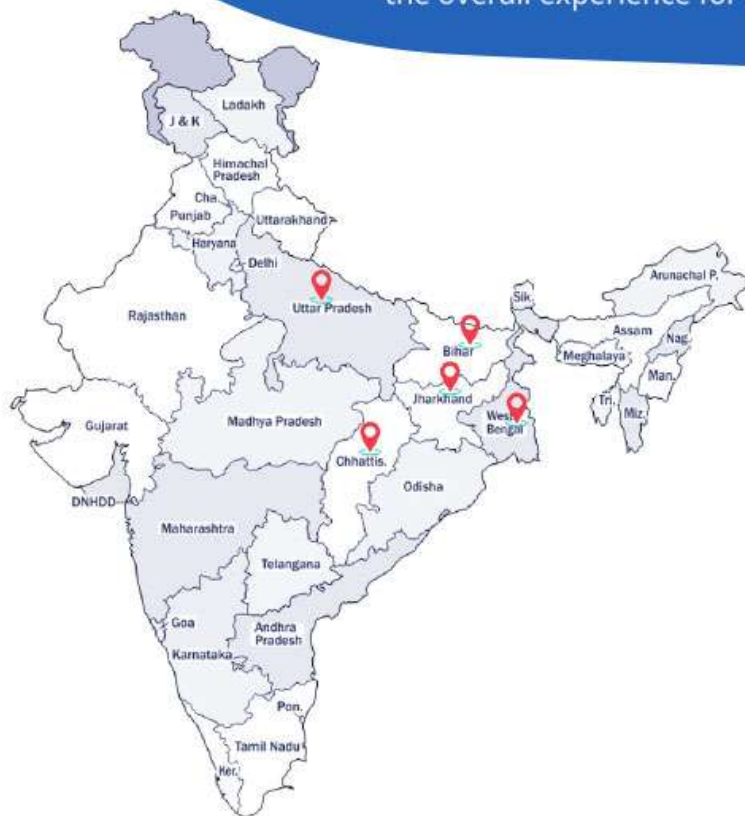 the overall experience for
Ladakh
J & K
Himachal
Pradesh
Cha.
Punjab
Uttarakhand
Haryana
Delhi
Uttar Pradesh
Rajasthan
Bihar
Sik.
Arunachal P.
Assam
Nag.
Meghalaya
Man.
Tri.
Miz.
Jharkhand
West
Bengal
Gujarat
Madhya Pradesh
Chhattis.
Odisha
DNHDD
Maharashtra
Telangana
Goa
Karnataka
Andhra
Pradesh
Pon.
Tamil Nadu
Ker.